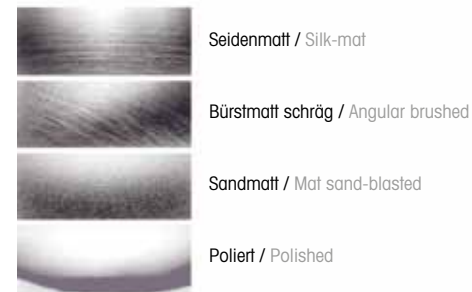 Seidenmatt / Silk-mat
Bürstmatt schräg / Angular brushed
Sandmatt / Mat sand-blasted
Poliert / Polished